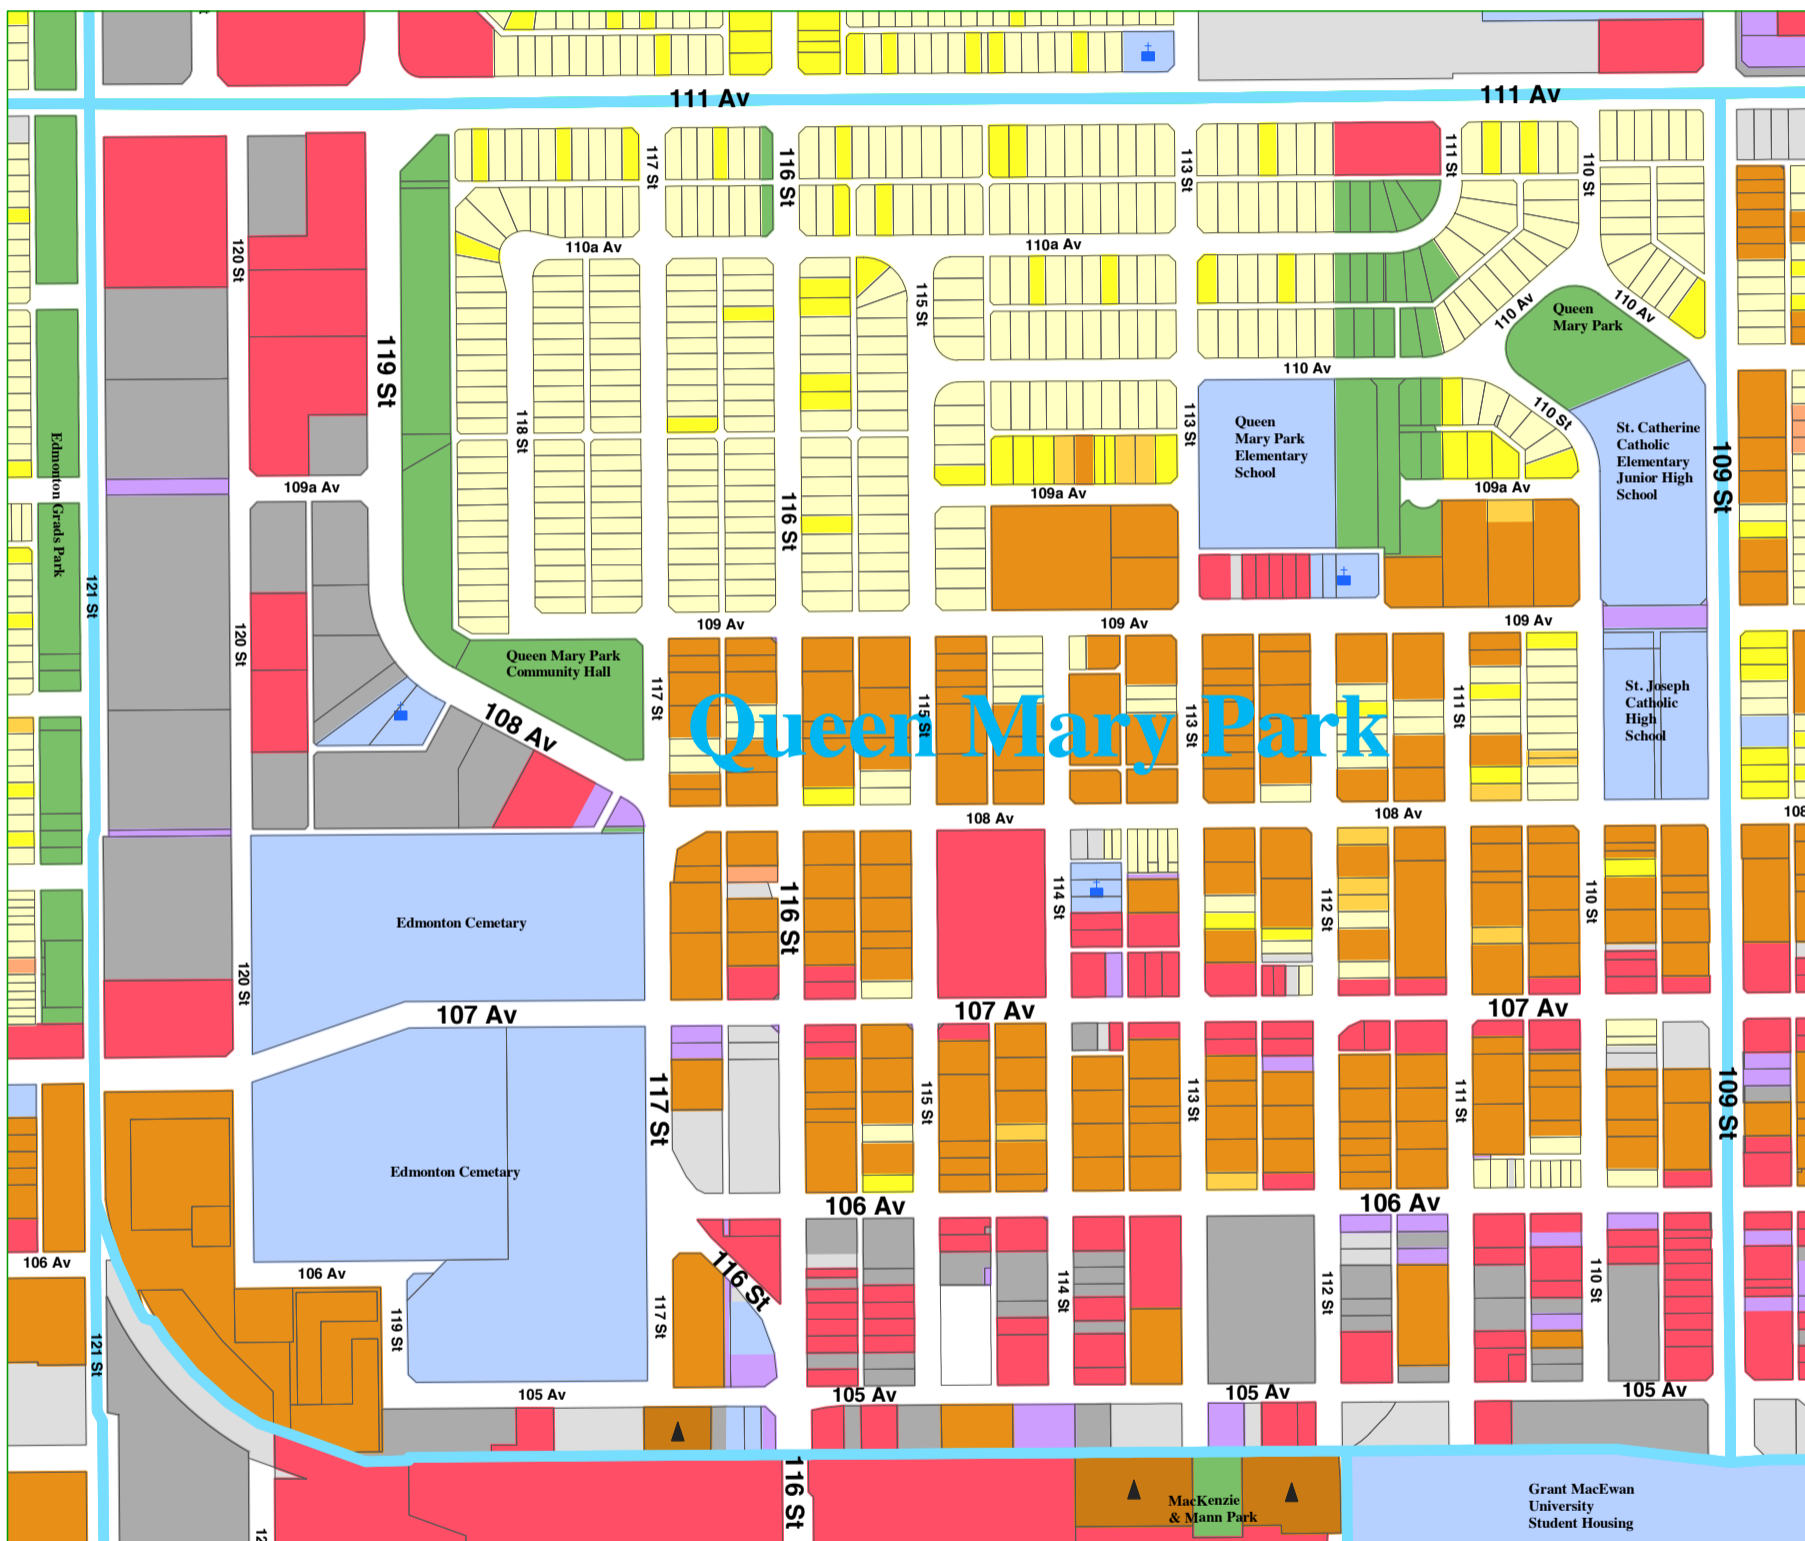 111 Av
111 Av
117 St
116 St
113 St
111 St
110 St
120 St
110a Av
110a Av
115 St
110 Av
110 Av
Queen
Mary Park
119 St
110 Av
118 St
113 St
110 St
Edmonton Grads Park
Queen
Mary Park
Elementary
School
St. Catherine
Catholic
Elementary
Junior High
School
109 St
109a Av
109a Av
109a Av
116 St
121 St
120 St
109 Av
109 Av
109 Av
Queen Mary Park
Community Hall
117 St
108 Av
Queen Mary Park
115 St
113 St
111 St
St. Joseph
Catholic
High
School
108 Av
108 Av
108
116 St
114 St
112 St
110 St
Edmonton Cemetary
120 St
107 Av
107 Av
107 Av
117 St
115 St
113 St
111 St
109 St
Edmonton Cemetary
106 Av
106 Av
106 Av
106 Av
116 St
121 St
119 St
117 St
114 St
112 St
110 St
105 Av
105 Av
105 Av
105 Av
116 St
MacKenzie
& Mann Park
Grant MacEwan
University
Student Housing
12